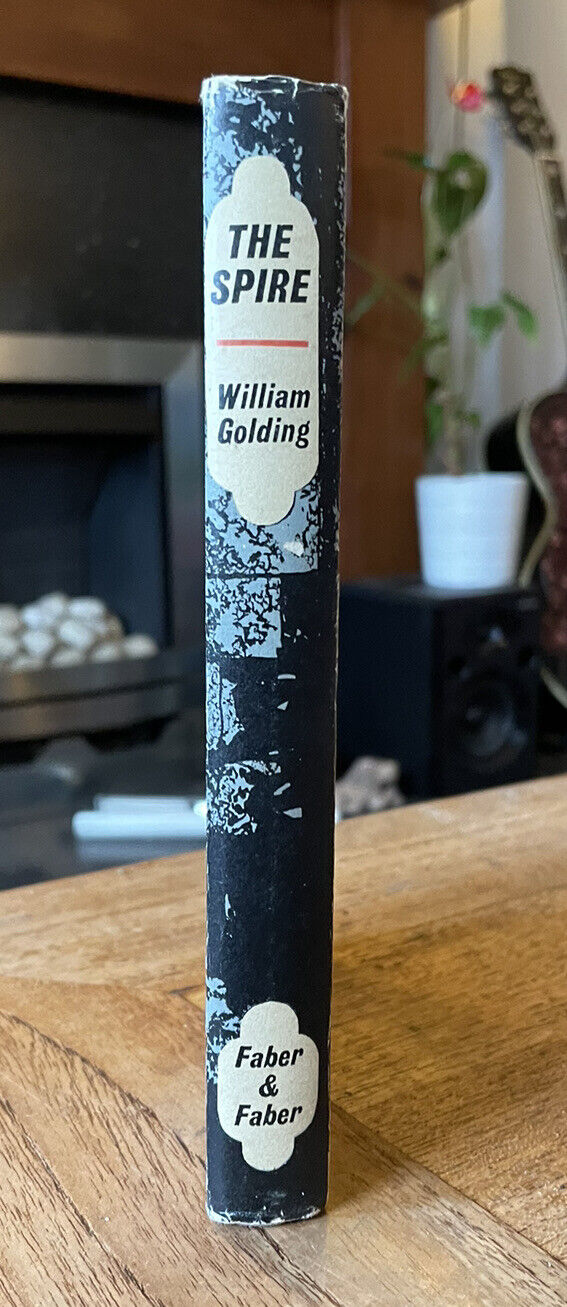 THE
SPIRE
William
Golding
Faber
&
Faber